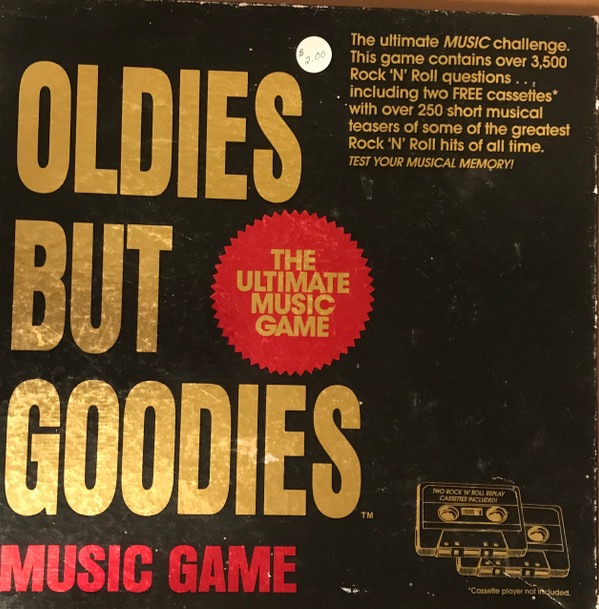 OLDIES
BUT
GOODIES™
MUSIC GAME
$2.00
The ultimate MUSIC challenge.
This game contains over 3,500
Rock 'N' Roll questions . . .
including two FREE cassettes*
with over 250 short musical
teasers of some of the greatest
Rock 'N' Roll hits of all time.
TEST YOUR MUSICAL MEMORY!
THE
ULTIMATE
MUSIC
GAME
TWO ROCK 'N' ROLL REPLAY
CASSETTES INCLUDED!
*Cassette player not included.